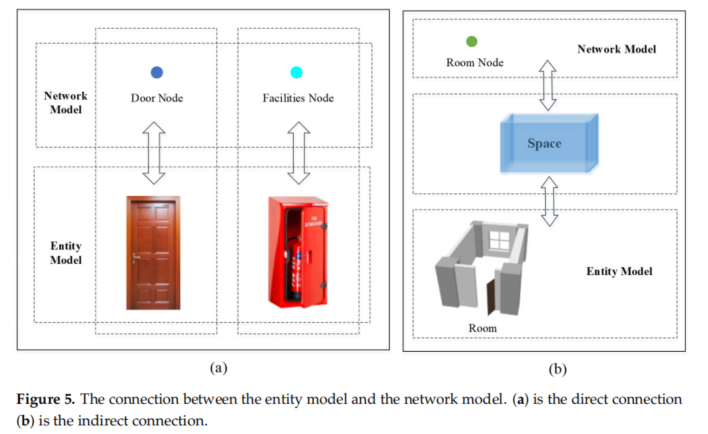 Network
Model
Door Node
Facilities Node
Entity
Model
(a)
Network Model
Room Node
Space
Entity Model
Room
(b)
Figure 5. The connection between the entity model and the network model. (a) is the direct connection
(b) is the indirect connection.